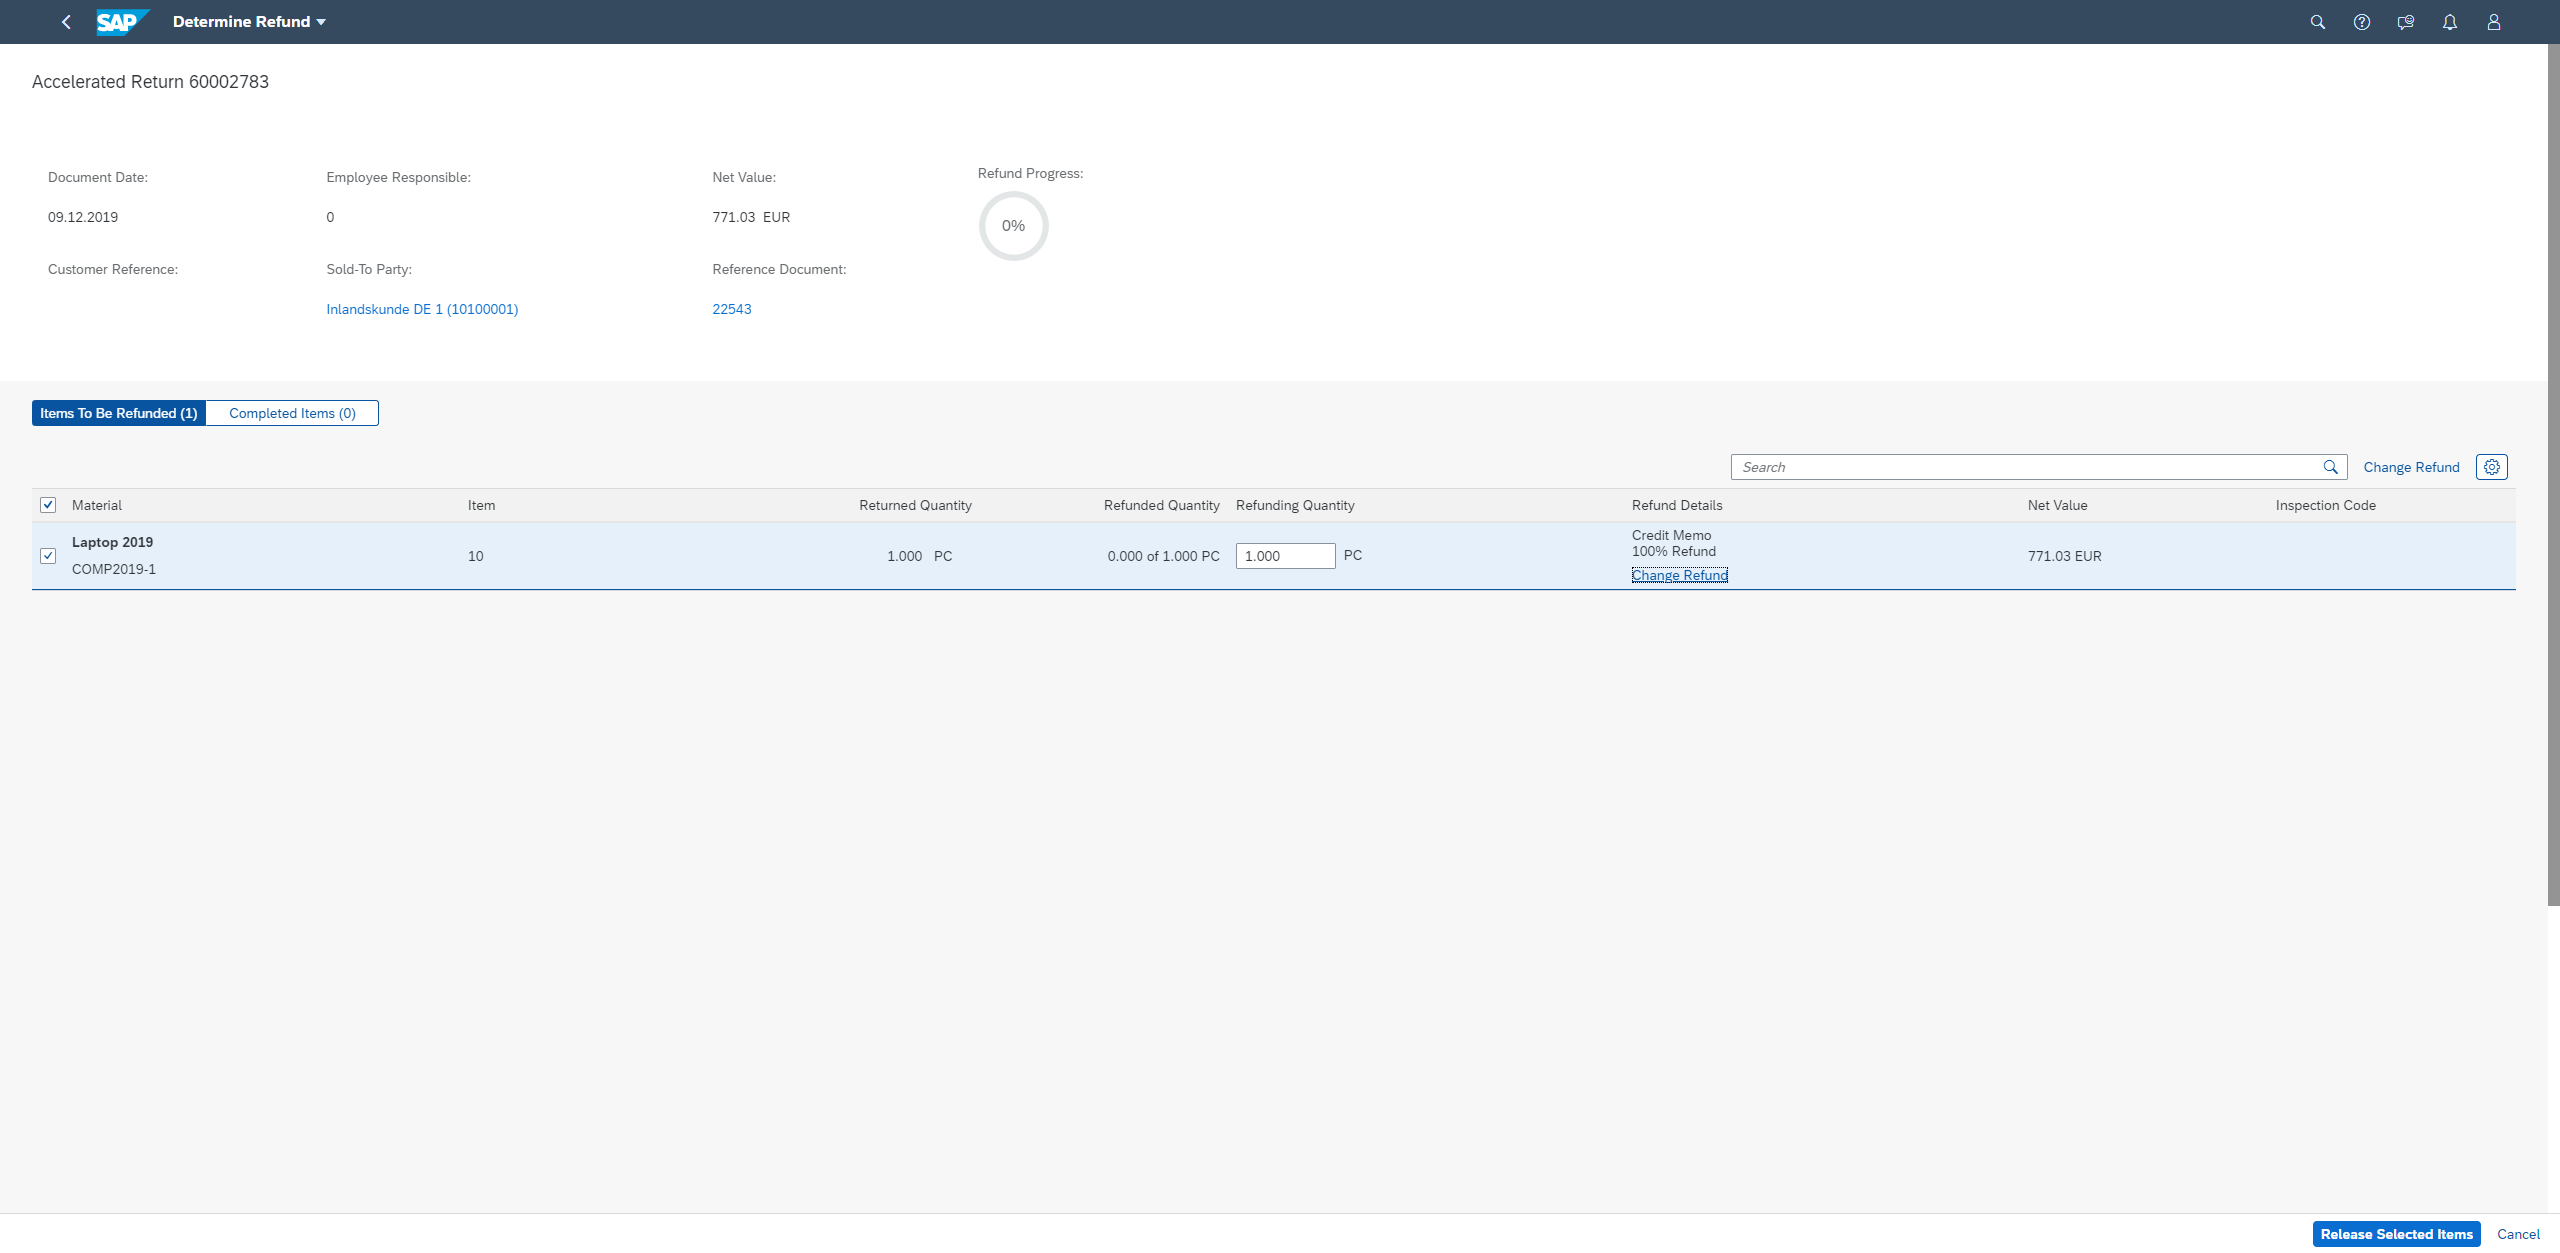 SAP Determine Refund
Accelerated Return 60002783
Document Date: Employee Responsible: Net Value: Refund Progress:
09.12.2019 0 771.03 EUR 0%
Customer Reference: Sold-To Party: Reference Document:
Inlandskunde DE 1 (10100001) 22543
Items To Be Refunded (1) Completed Items (0)
Search Change Refund
Material Item Returned Quantity Refunded Quantity Refunding Quantity Refund Details Net Value Inspection Code
Laptop 2019
COMP2019-1
10 1.000 PC 0.000 of 1.000 PC 1.000 PC
Credit Memo
100% Refund
Change Refund
771.03 EUR
Release Selected Items Cancel